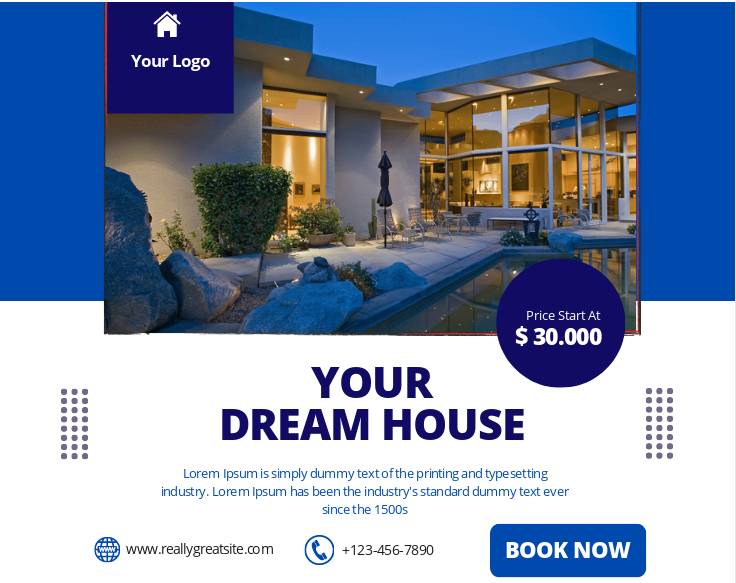 Your Logo
Price Start At
$ 30.000
YOUR
DREAM HOUSE
Lorem Ipsum is simply dummy text of the printing and typesetting
industry. Lorem Ipsum has been the industry's standard dummy text ever
since the 1500s
www.reallygreatsite.com
+123-456-7890
BOOK NOW